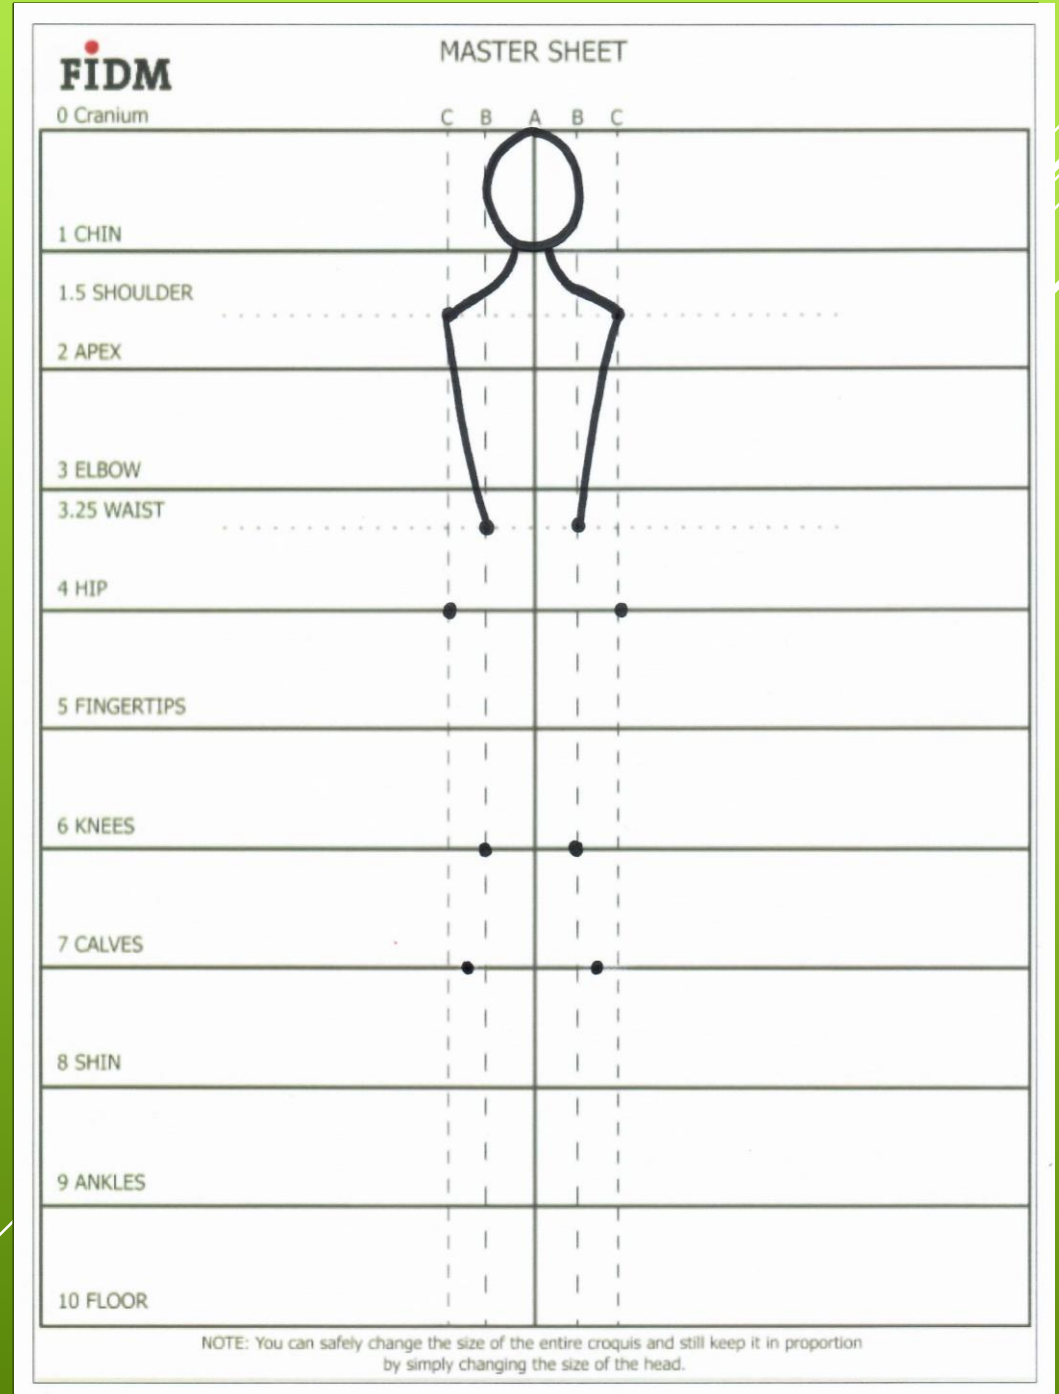 MASTER SHEET
FIDM
0 Cranium
C B A B C
1 CHIN
1.5 SHOULDER
2 APEX
3 ELBOW
3.25 WAIST
4 HIP
5 FINGERTIPS
6 KNEES
7 CALVES
8 SHIN
9 ANKLES
10 FLOOR
NOTE: You can safely change the size of the entire croquis and still keep it in proportion
by simply changing the size of the head.